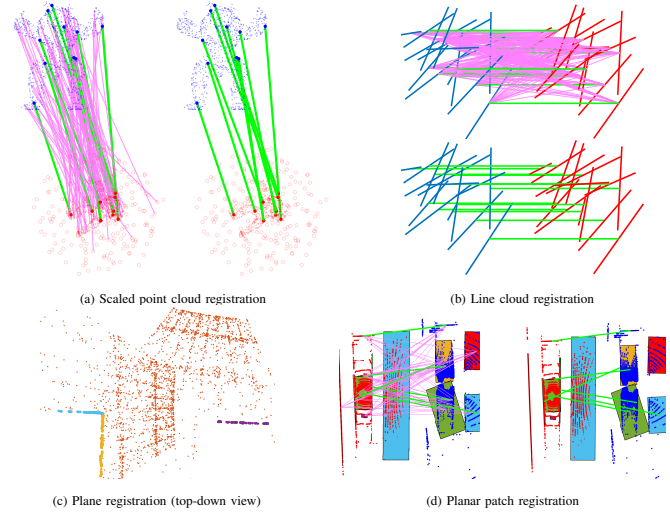 (a) Scaled point cloud registration
(b) Line cloud registration
(c) Plane registration (top-down view)
(d) Planar patch registration